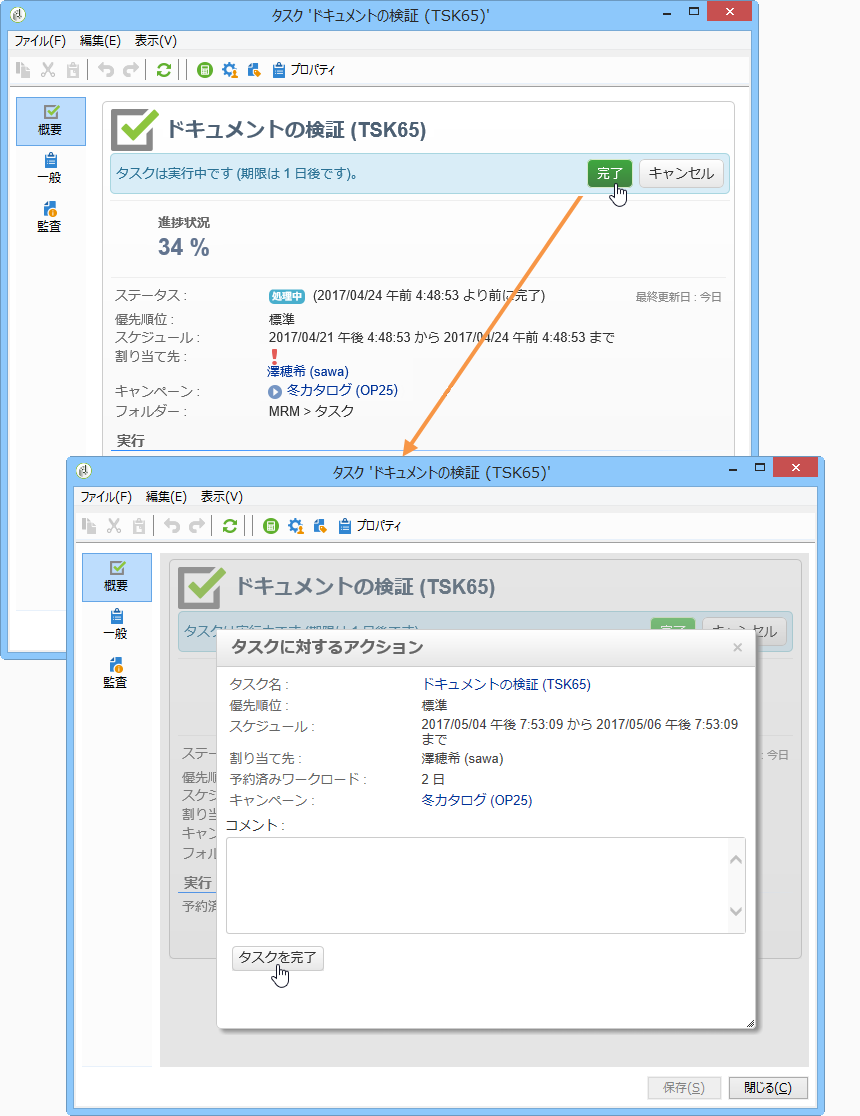 タスク 'ドキュメントの検証 (TSK65)'
ファイル(F) 編集(E) 表示(V)
プロパティ
概要
一般
監査
ドキュメントの検証 (TSK65)
タスクは実行中です (期限は 1 日後です)。
完了 キャンセル
進捗状況
34 %
ステータス : 処理中 (2017/04/24 午前 4:48:53 より前に完了) 最終更新日 : 今日
優先順位 : 標準
スケジュール : 2017/04/21 午後 4:48:53 から 2017/04/24 午前 4:48:53 まで
割り当て先 :
澤穂希 (sawa)
キャンペーン : 冬カタログ (OP25)
フォルダー : MRM > タスク
実行
タスク 'ドキュメントの検証 (TSK65)'
ファイル(F) 編集(E) 表示(V)
プロパティ
概要
一般
監査
ドキュメントの検証 (TSK65)
タスクは実行中です (期限は 1 日後です)。
完了 キャンセル
タスクに対するアクション
タスク名 : ドキュメントの検証 (TSK65)
優先順位 : 標準
スケジュール : 2017/05/04 午後 7:53:09 から 2017/05/06 午後 7:53:09
まで
割り当て先 : 澤穂希 (sawa)
予約済みワークロード : 2 日
キャンペーン : 冬カタログ (OP25)
コメント :
タスクを完了
ステー
: 今日
優先順
スケジ
割り当
キャン
フォル
実行
予約済
保存(S) 閉じる(C)